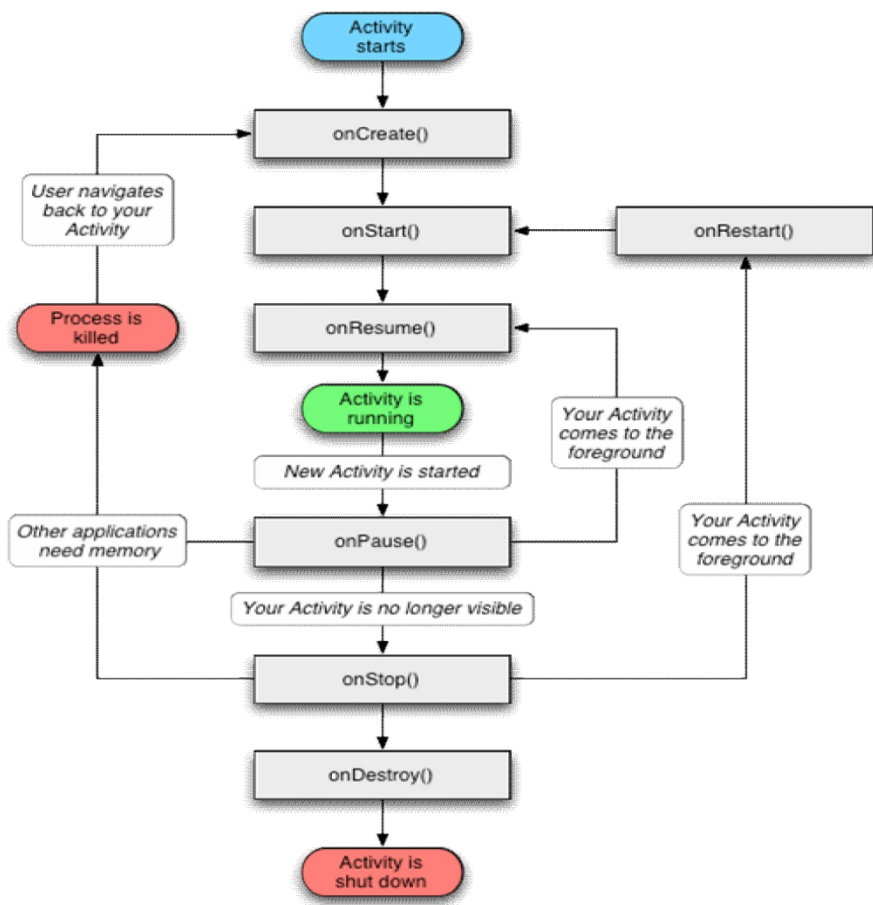 Activity
starts
onCreate()
User navigates
back to your
Activity
onStart()
onRestart()
Process is
killed
onResume()
Activity is
running
Your Activity
comes to the
foreground
New Activity is started
Other applications
need memory
onPause()
Your Activity
comes to the
foreground
Your Activity is no longer visible
onStop()
onDestroy()
Activity is
shut down